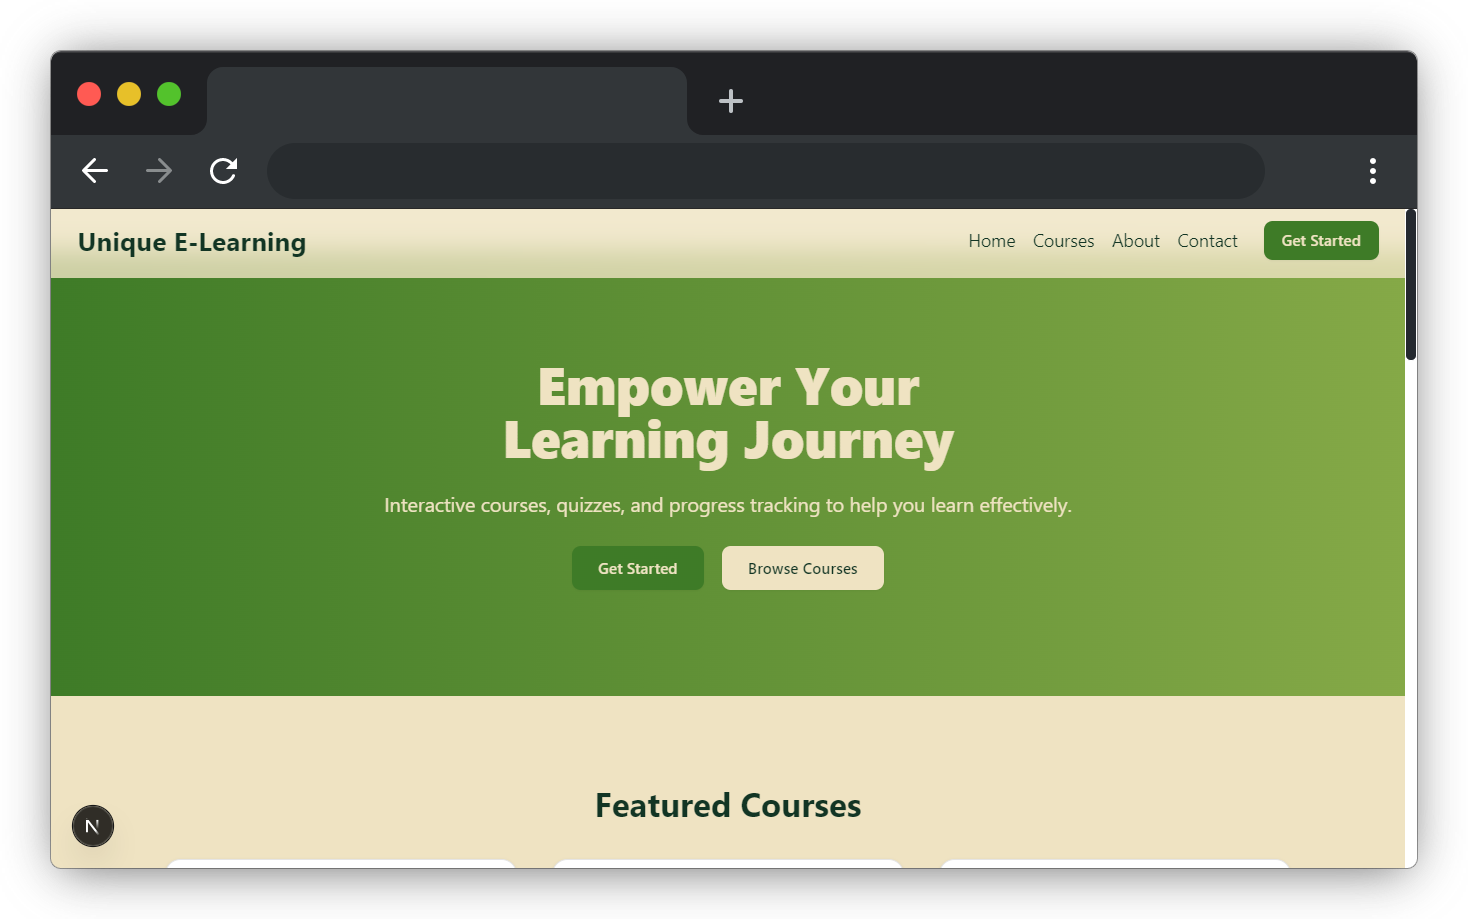 Unique E-Learning
Home Courses About Contact Get Started
Empower Your
Learning Journey
Interactive courses, quizzes, and progress tracking to help you learn effectively.
Get Started Browse Courses
Featured Courses
N